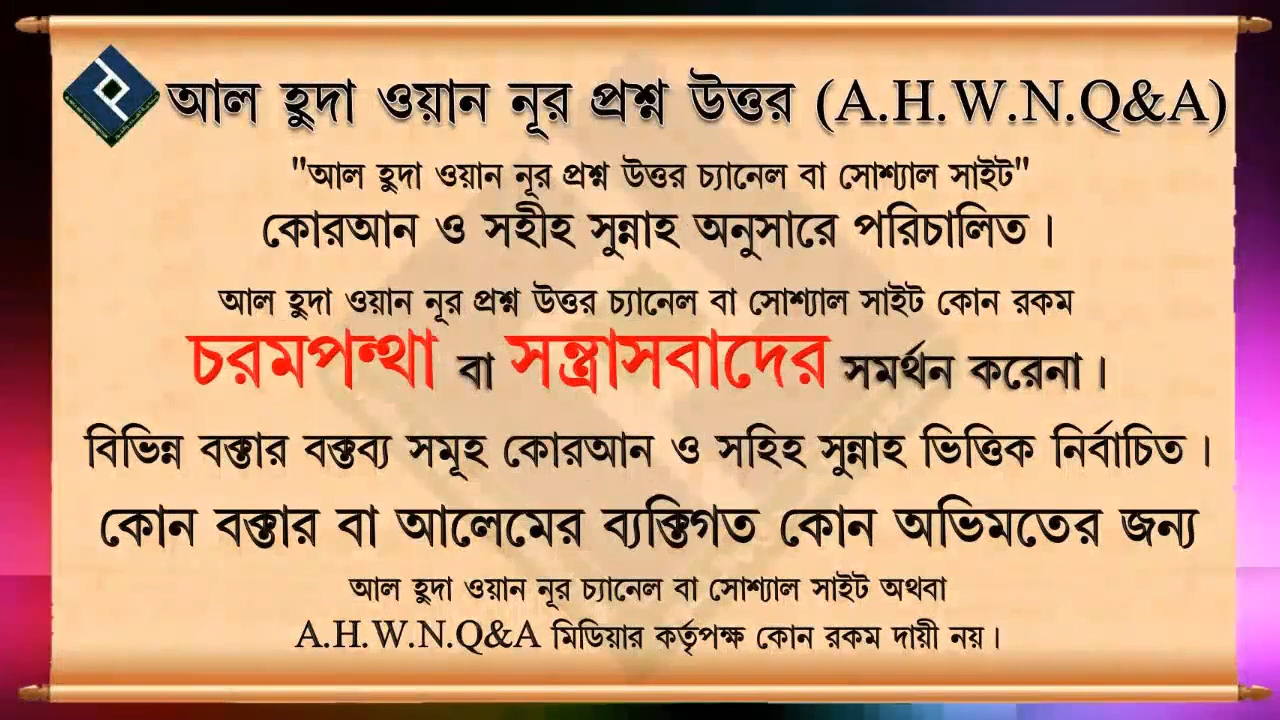 আল হুদা ওয়ান নূর প্রশ্ন উত্তর (A.H.W.N.Q&A)
"আল হুদা ওয়ান নূর প্রশ্ন উত্তর চ্যানেল বা সোশ্যাল সাইট"
কোরআন ও সহীহ সুন্নাহ অনুসারে পরিচালিত।
আল হুদা ওয়ান নূর প্রশ্ন উত্তর চ্যানেল বা সোশ্যাল সাইট কোন রকম
চরমপন্থা বা সন্ত্রাসবাদের সমর্থন করেনা।
বিভিন্ন বক্তার বক্তব্য সমূহ কোরআন ও সহিহ সুন্নাহ ভিত্তিক নির্বাচিত।
কোন বক্তার বা আলেমের ব্যক্তিগত কোন অভিমতের জন্য
আল হুদা ওয়ান নূর চ্যানেল বা সোশ্যাল সাইট অথবা
A.H.W.N.Q&A মিডিয়ার কর্তৃপক্ষ কোন রকম দায়ী নয়।